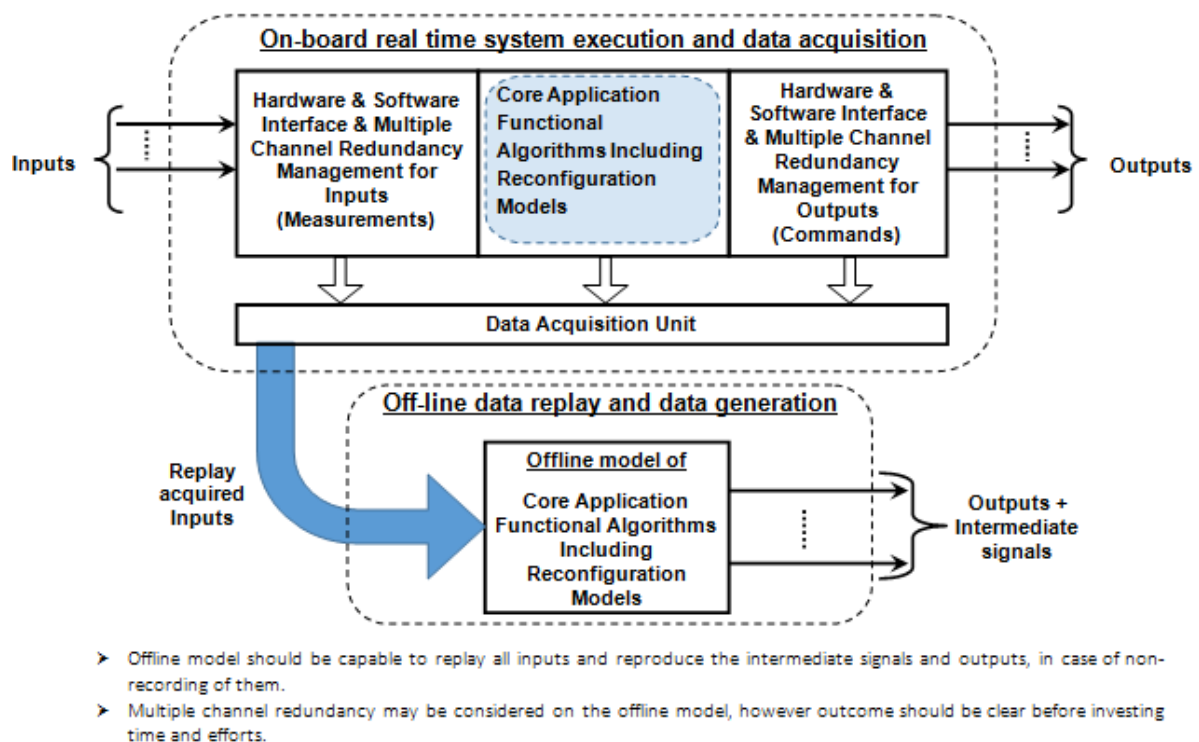 On-board real time system execution and data acquisition
Inputs
Hardware & Software
Interface & Multiple
Channel Redundancy
Management for
Inputs
(Measurements)
Core Application
Functional
Algorithms Including
Reconfiguration
Models
Hardware &
Software Interface
& Multiple Channel
Redundancy
Management for
Outputs
(Commands)
Outputs
Data Acquisition Unit
Off-line data replay and data generation
Replay
acquired
Inputs
Offline model of
Core Application
Functional Algorithms
Including
Reconfiguration
Models
Outputs +
Intermediate
signals
➤ Offline model should be capable to replay all inputs and reproduce the intermediate signals and outputs, in case of non-
recording of them.
➤ Multiple channel redundancy may be considered on the offline model, however outcome should be clear before investing
time and efforts.